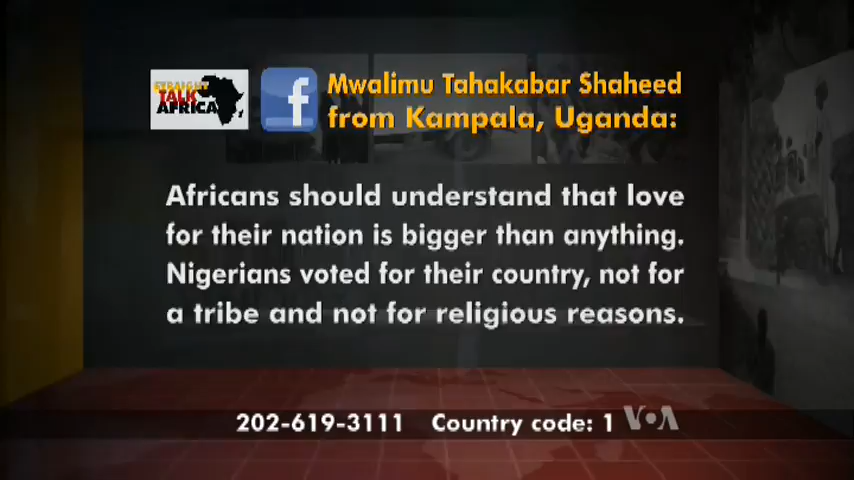 STRAIGHT
TALK
AFRICA
f
Mwalimu Tahakabar Shaheed
from Kampala, Uganda:
Africans should understand that love
for their nation is bigger than anything.
Nigerians voted for their country, not for
a tribe and not for religious reasons.
202-619-3111 Country code: 1 VOA